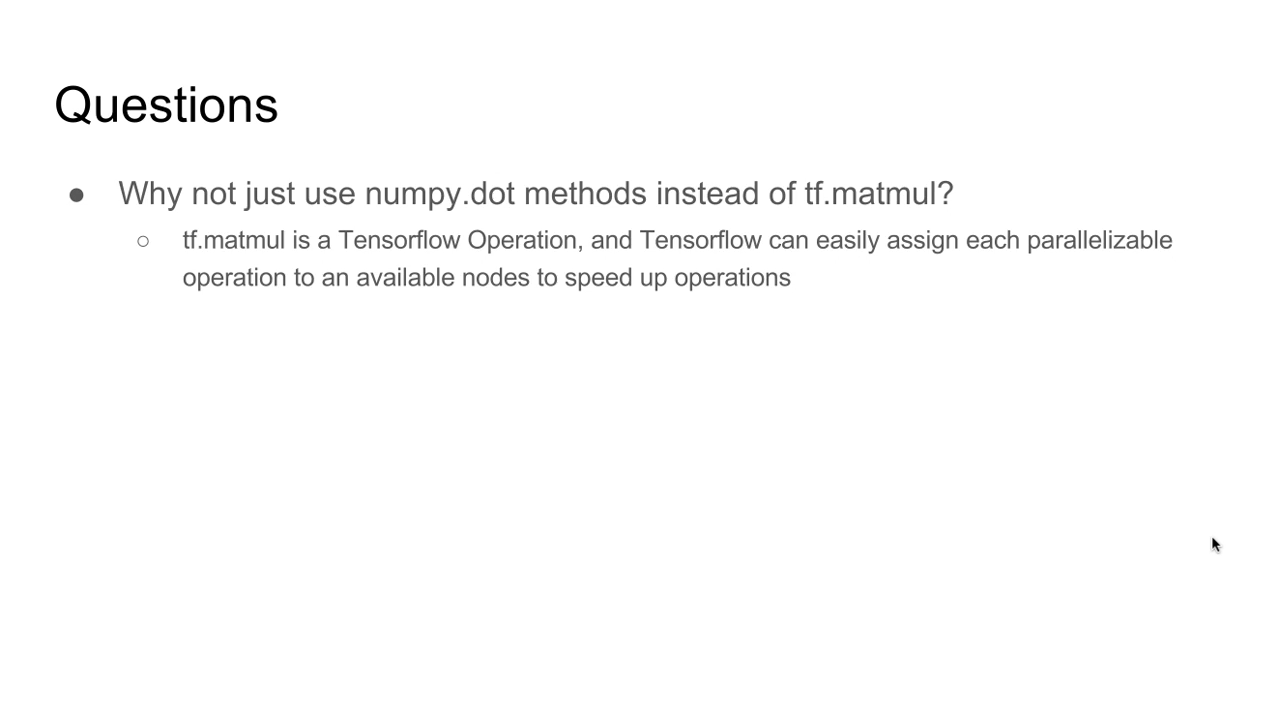 Questions
● Why not just use numpy.dot methods instead of tf.matmul?
○ tf.matmul is a Tensorflow Operation, and Tensorflow can easily assign each parallelizable
operation to an available nodes to speed up operations